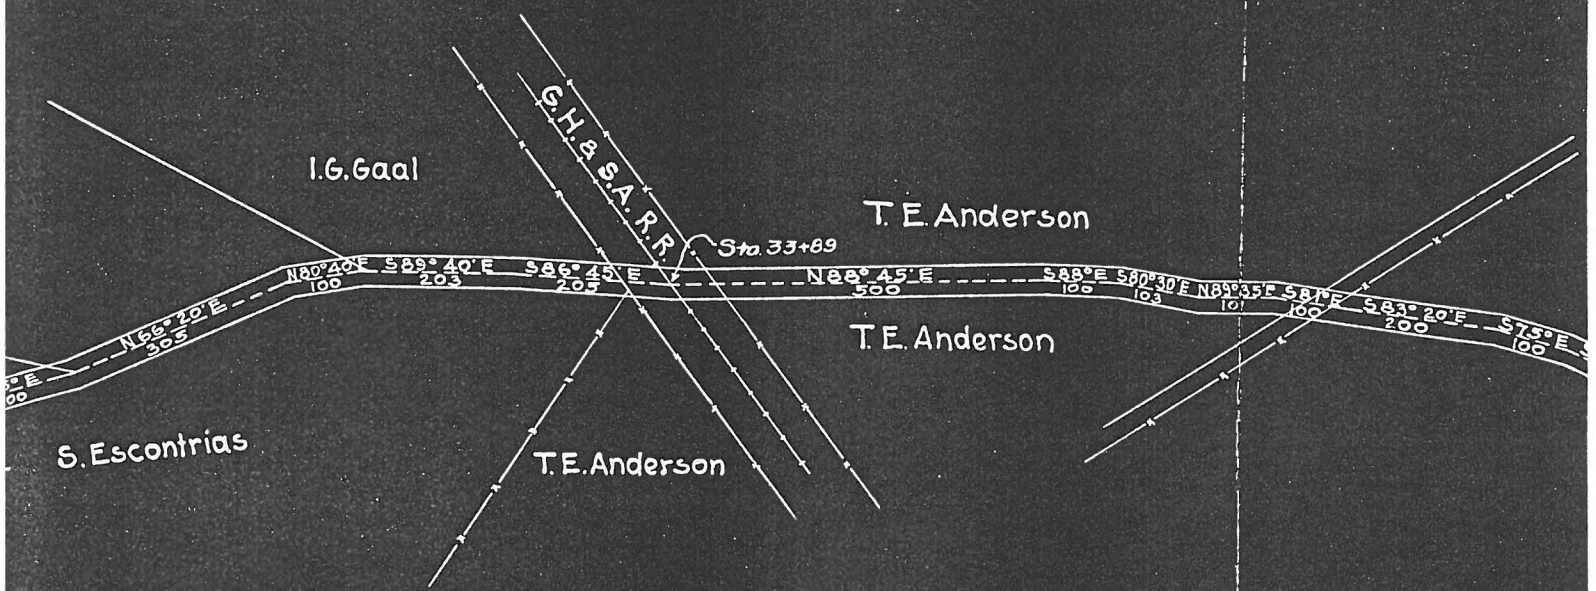 I.G.Gaal
G.H. & S.A. R.R.
T. E. Anderson
Sta. 33+89
N80°40'E
100
S89°40'E
203
S86°45'E
205
N88°45'E
500
S88°E
100
S80°30'E
103
N89°35'E
101
S81°E
100
S83°20'E
200
S75°E
100
N66°20'E
305
T. E. Anderson
S. Escontrias
T. E. Anderson